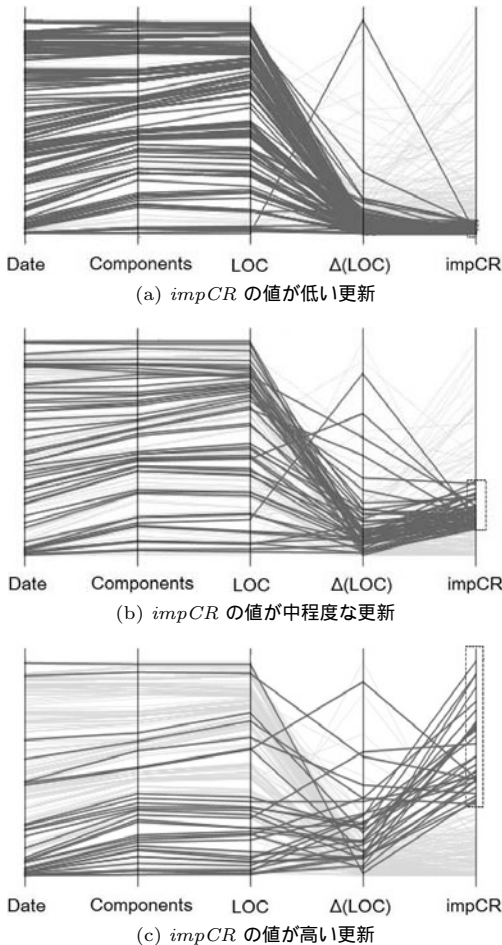 Date Components LOC Δ(LOC) impCR
(a) impCR の値が低い更新
Date Components LOC Δ(LOC) impCR
(b) impCR の値が中程度な更新
Date Components LOC Δ(LOC) impCR
(c) impCR の値が高い更新